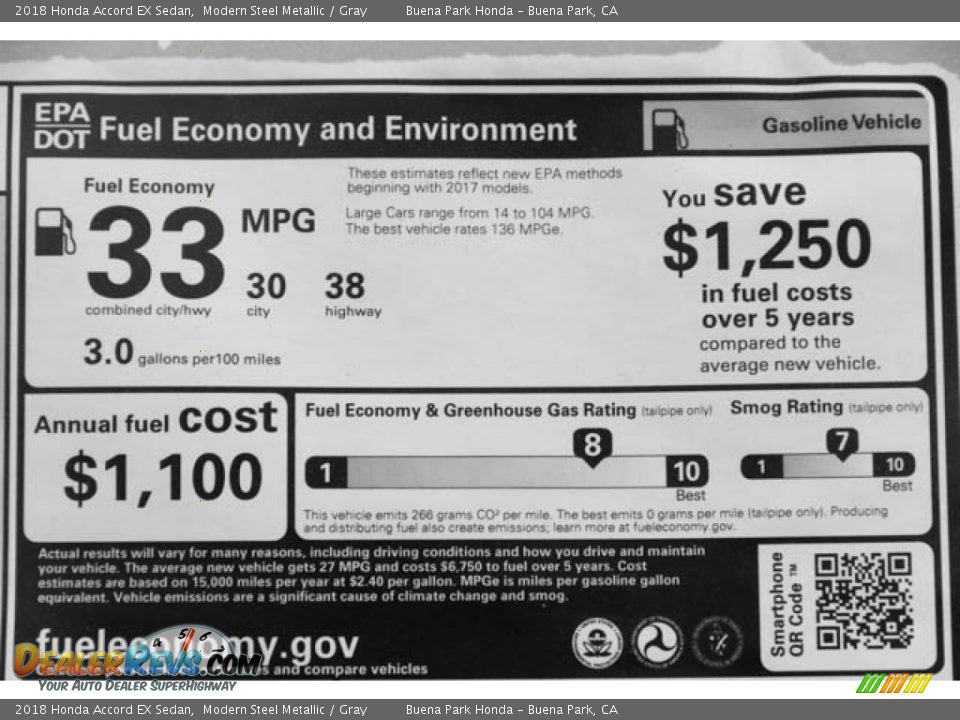 2018 Honda Accord EX Sedan, Modern Steel Metallic / Gray Buena Park Honda - Buena Park, CA
EPA
DOT Fuel Economy and Environment
Gasoline Vehicle
Fuel Economy
33 MPG
combined city/hwy
30
city
38
highway
3.0 gallons per100 miles
These estimates reflect new EPA methods
beginning with 2017 models.
Large Cars range from 14 to 104 MPG.
The best vehicle rates 136 MPGe.
You save
$1,250
in fuel costs
over 5 years
compared to the
average new vehicle.
Annual fuel cost
$1,100
Fuel Economy & Greenhouse Gas Rating (tailpipe only)
8
1 10
Best
Smog Rating (tailpipe only)
7
1 10
Best
This vehicle emits 266 grams CO² per mile. The best emits 0 grams per mile (tailpipe only). Producing
and distributing fuel also create emissions; learn more at fueleconomy.gov.
Actual results will vary for many reasons, including driving conditions and how you drive and maintain
your vehicle. The average new vehicle gets 27 MPG and costs $6,750 to fuel over 5 years. Cost
estimates are based on 15,000 miles per year at $2.40 per gallon. MPGe is miles per gasoline gallon
equivalent. Vehicle emissions are a significant cause of climate change and smog.
fueleconomy.gov
and compare vehicles
Smartphone
QR Code ™
4 5 6
DealerRevs.com
Your Auto Dealer SuperHighway
2018 Honda Accord EX Sedan, Modern Steel Metallic / Gray Buena Park Honda - Buena Park, CA